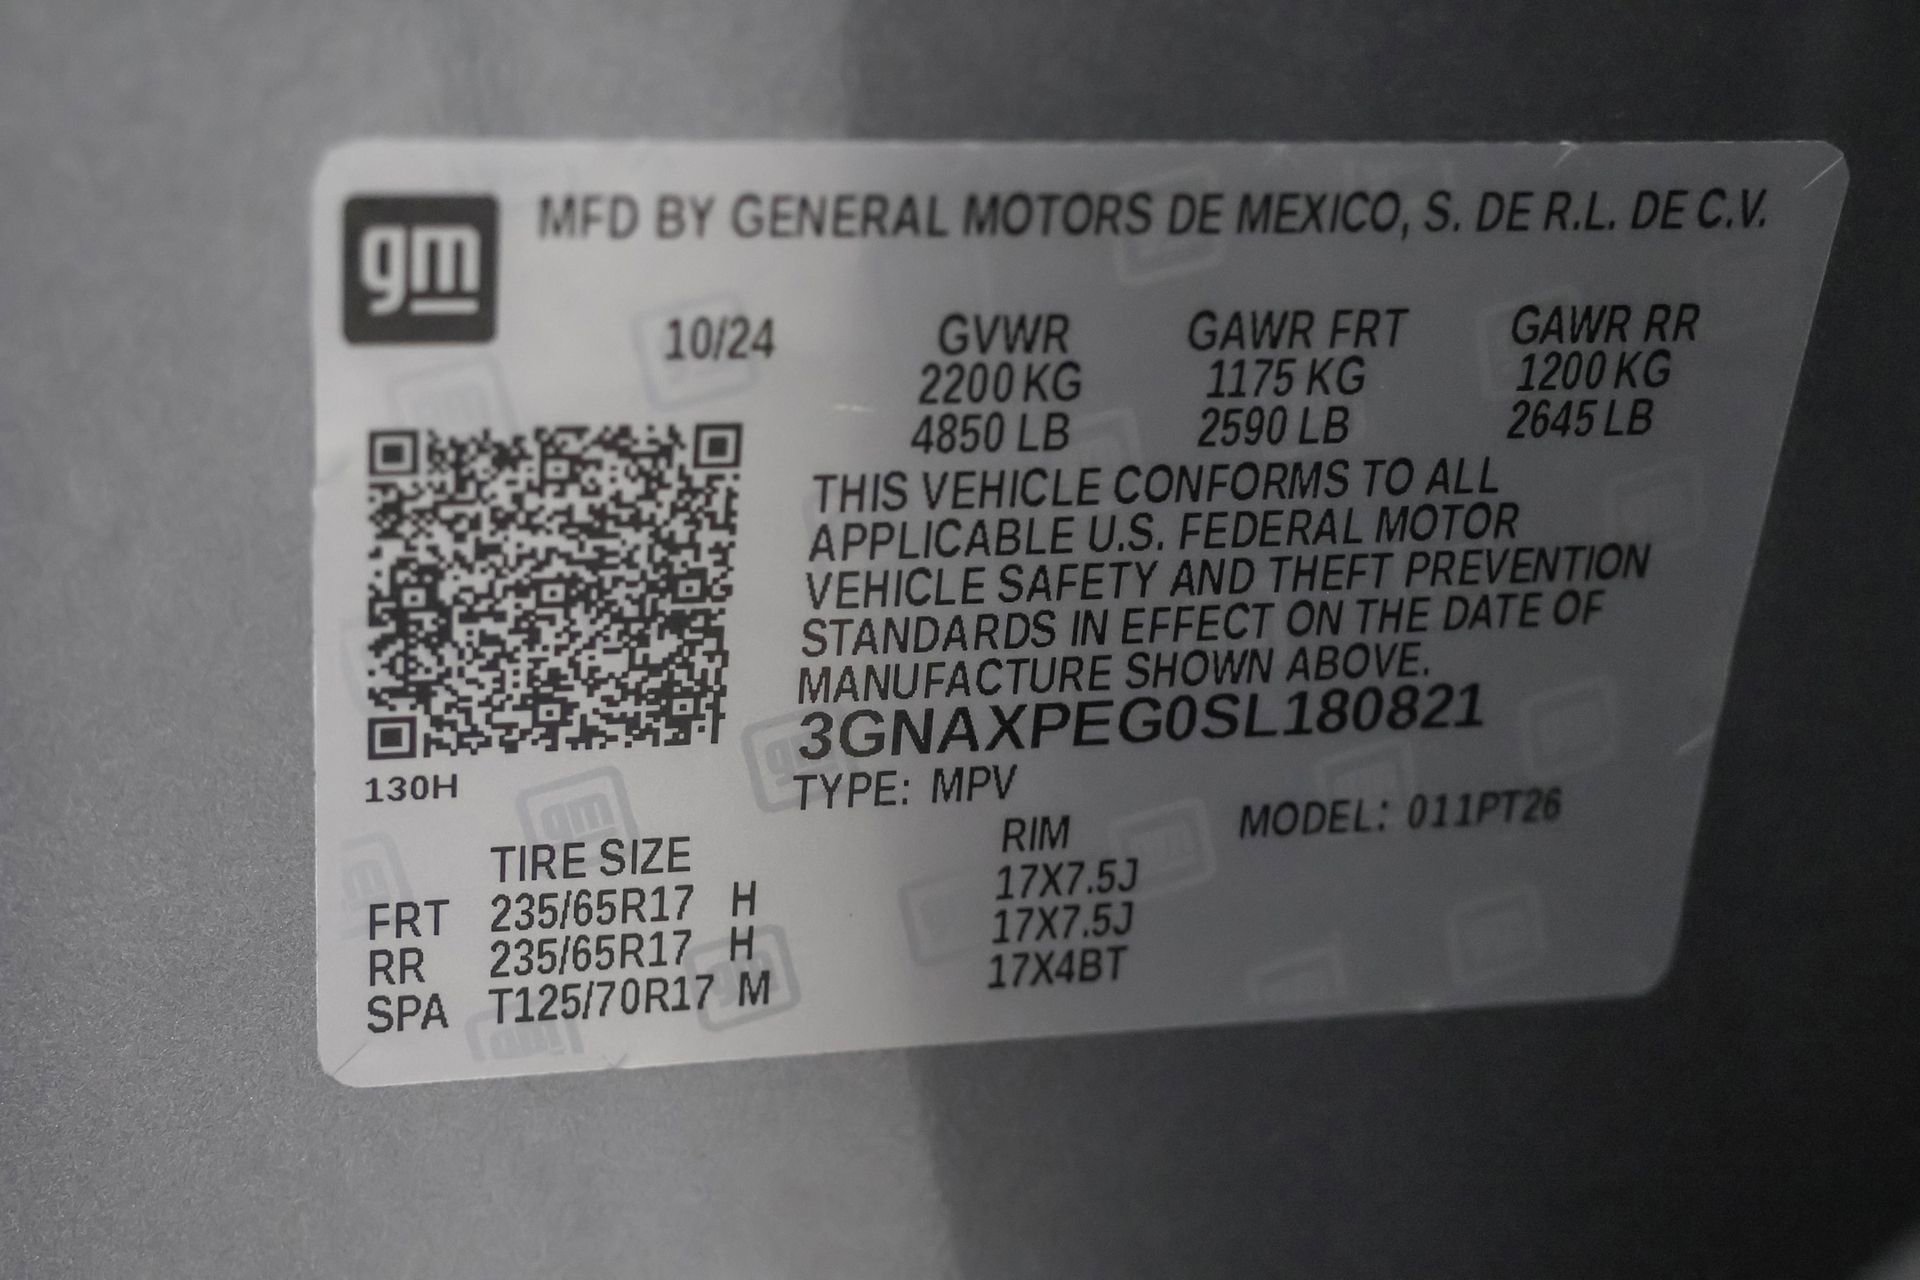 gm
MFD BY GENERAL MOTORS DE MEXICO, S. DE R.L. DE C.V.
10/24 GVWR GAWR FRT GAWR RR
2200 KG 1175 KG 1200 KG
4850 LB 2590 LB 2645 LB
THIS VEHICLE CONFORMS TO ALL
APPLICABLE U.S. FEDERAL MOTOR
VEHICLE SAFETY AND THEFT PREVENTION
STANDARDS IN EFFECT ON THE DATE OF
MANUFACTURE SHOWN ABOVE.
3GNAXPEG0SL180821
130H
TYPE: MPV
MODEL: 011PT26
TIRE SIZE RIM
FRT 235/65R17 H 17X7.5J
RR 235/65R17 H 17X7.5J
SPA T125/70R17 M 17X4BT